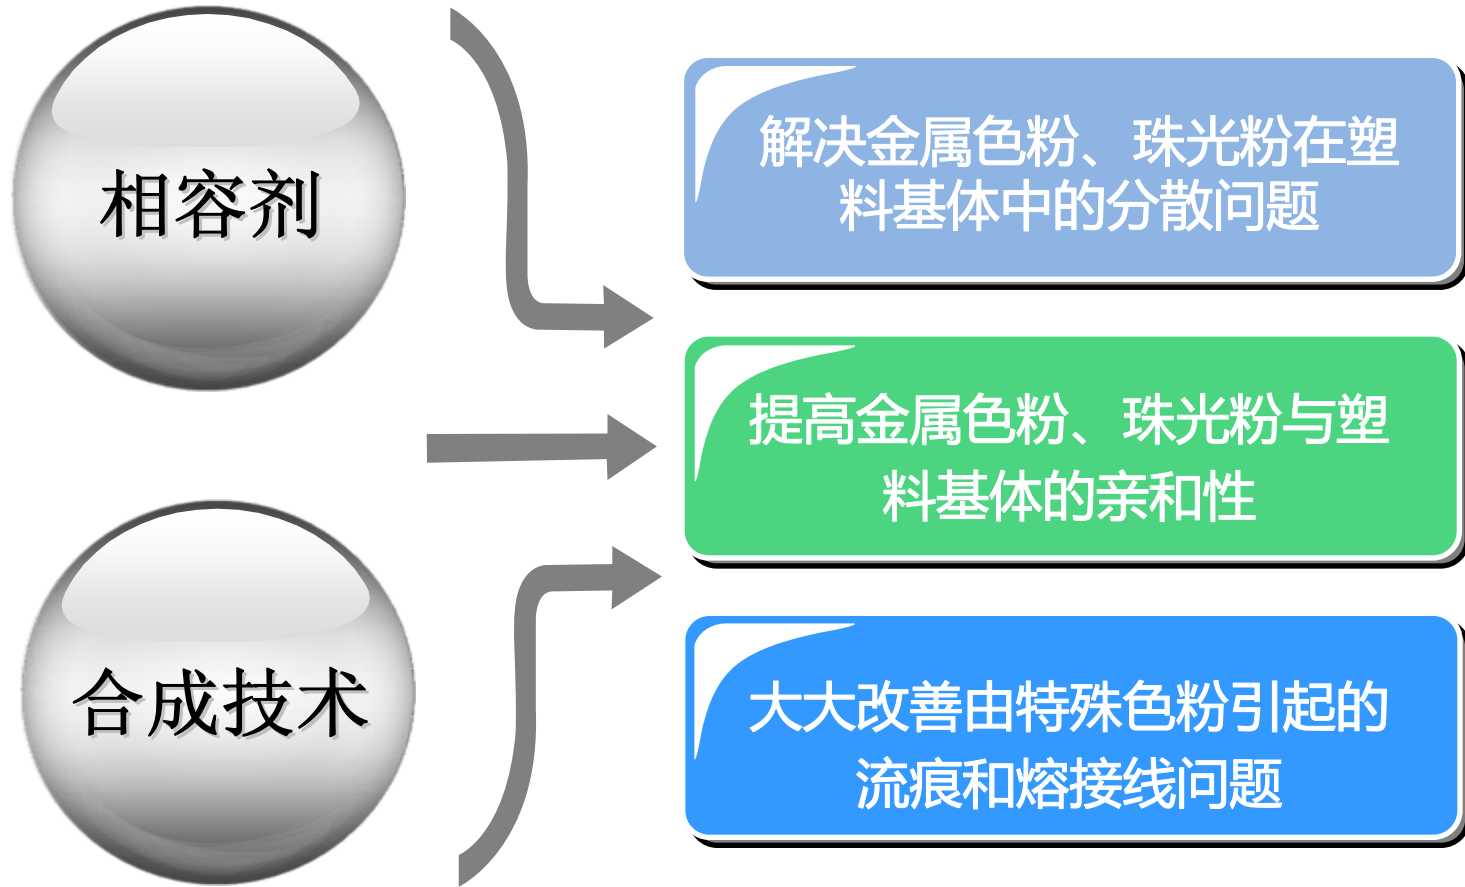 相容剂
合成技术
解决金属色粉、珠光粉在塑
料基体中的分散问题
提高金属色粉、珠光粉与塑
料基体的亲和性
大大改善由特殊色粉引起的
流痕和熔接线问题